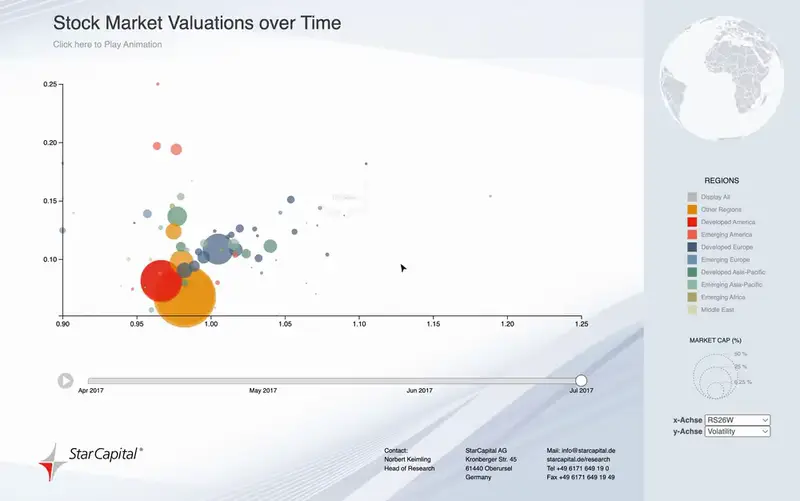 Stock Market Valuations over Time
Click here to Play Animation
0.25
0.20
0.15
0.10
0.90
0.95
1.00
1.05
1.10
1.15
1.20
1.25
Apr 2017
May 2017
Jun 2017
Jul 2017
REGIONS
Display All
Other Regions
Developed America
Emerging America
Developed Europe
Emerging Europe
Developed Asia-Pacific
Emerging Asia-Pacific
Emerging Africa
Middle East
MARKET CAP (%)
25 %
6.25 %
x-Achse RS26W
y-Achse Volatility
StarCapital®
Contact:
Norbert Keimling
Head of Research
StarCapital AG
Kronberger Str. 45
61440 Oberursel
Germany
Mail: info@starcapital.de
starcapital.de/research
Tel +49 6171 649 19 0
Fax +49 6171 649 19 49